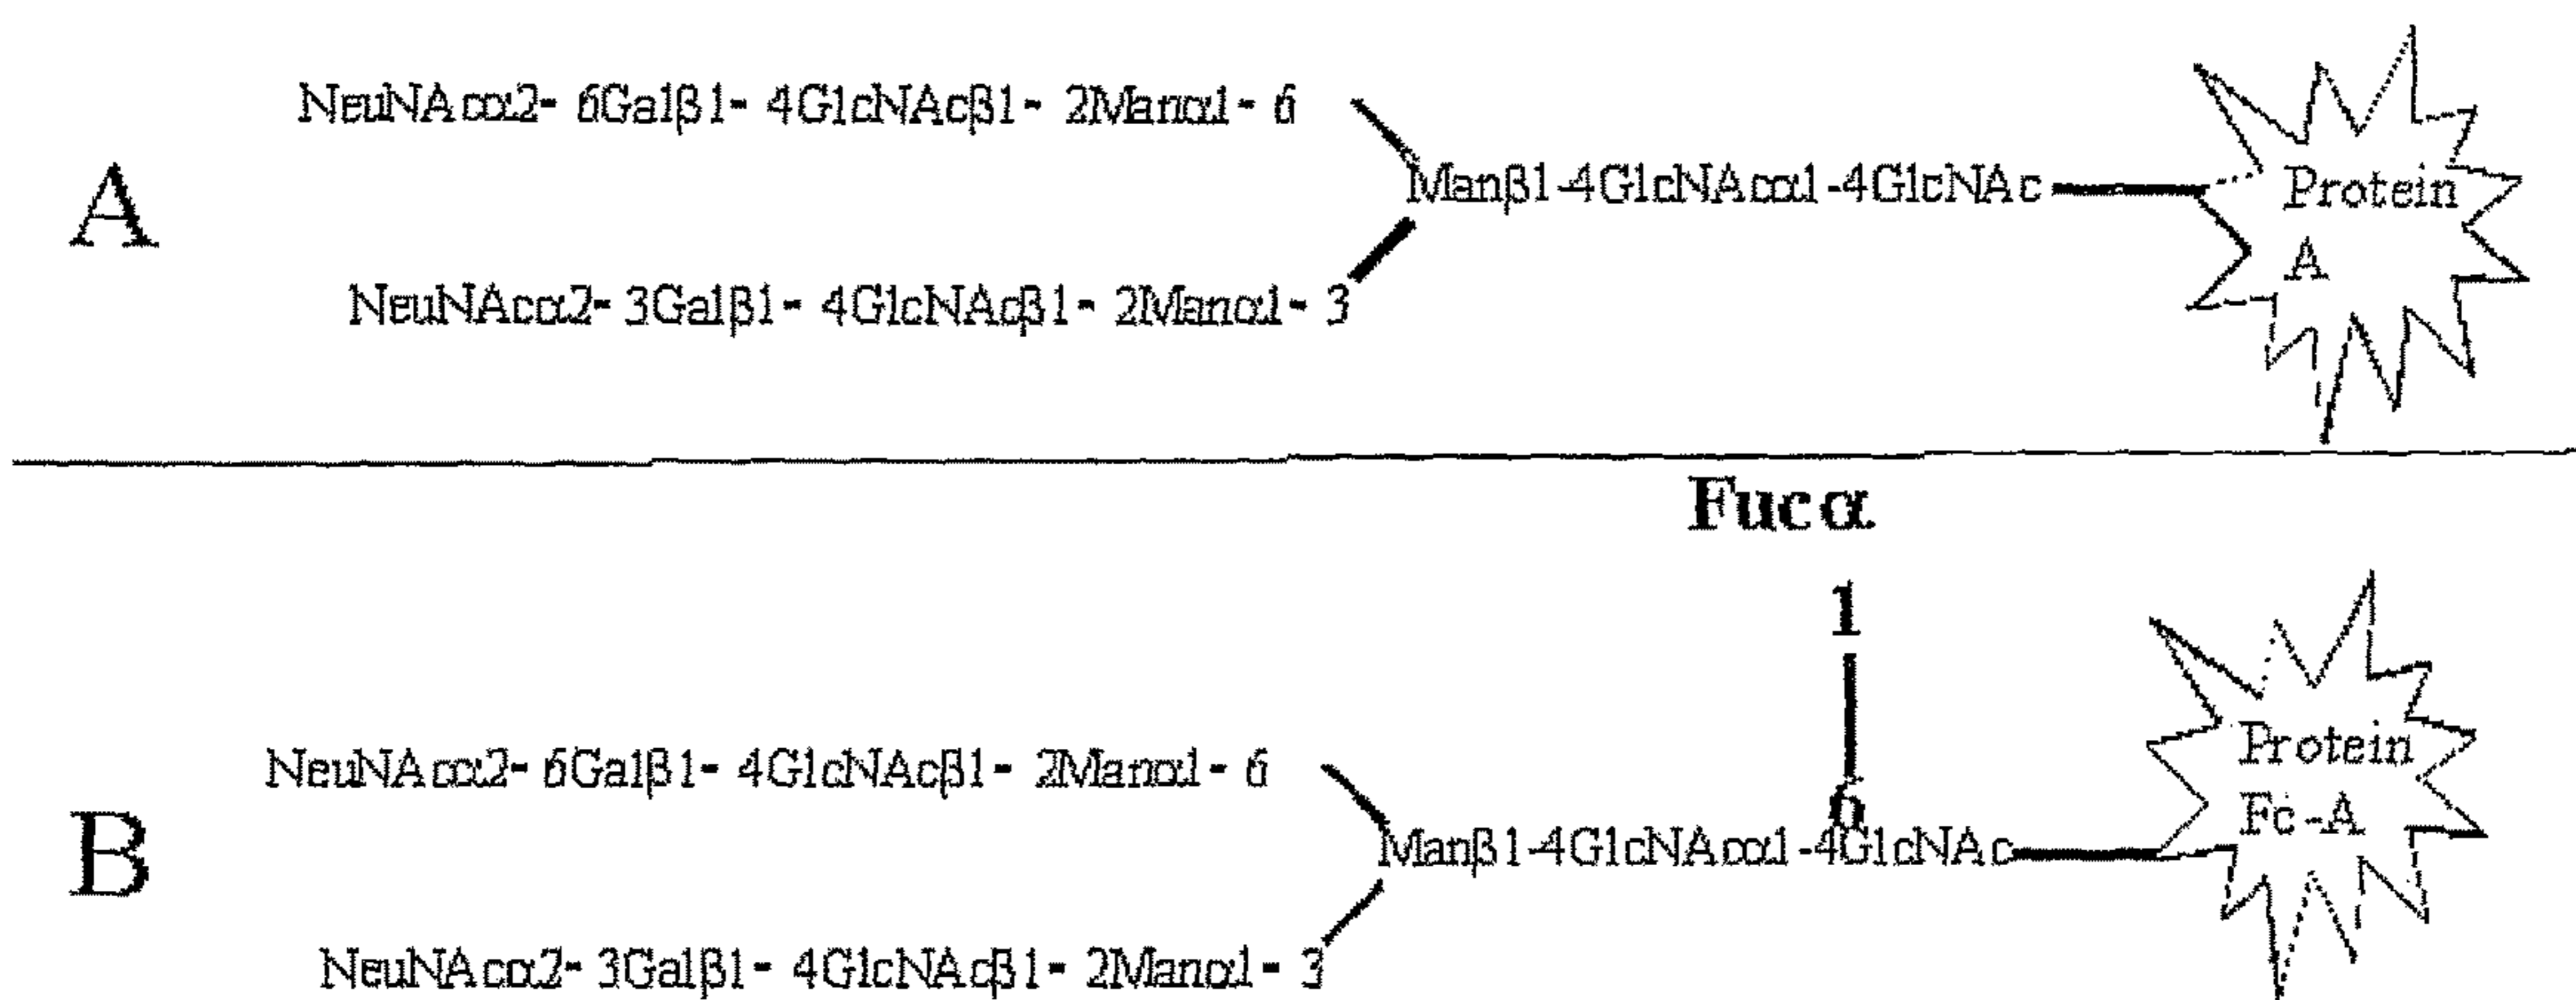 NeuNAcα2- 6Galβ1- 4GlcNAcβ1- 2Manα1- 6
A
Manβ1-4GlcNAcα1-4GlcNAc
Protein
A
NeuNAcα2- 3Galβ1- 4GlcNAcβ1- 2Manα1- 3
Fucα
1
6
NeuNAcα2- 6Galβ1- 4GlcNAcβ1- 2Manα1- 6
B
Manβ1-4GlcNAcα1-4GlcNAc
Protein
Fc-A
NeuNAcα2- 3Galβ1- 4GlcNAcβ1- 2Manα1- 3